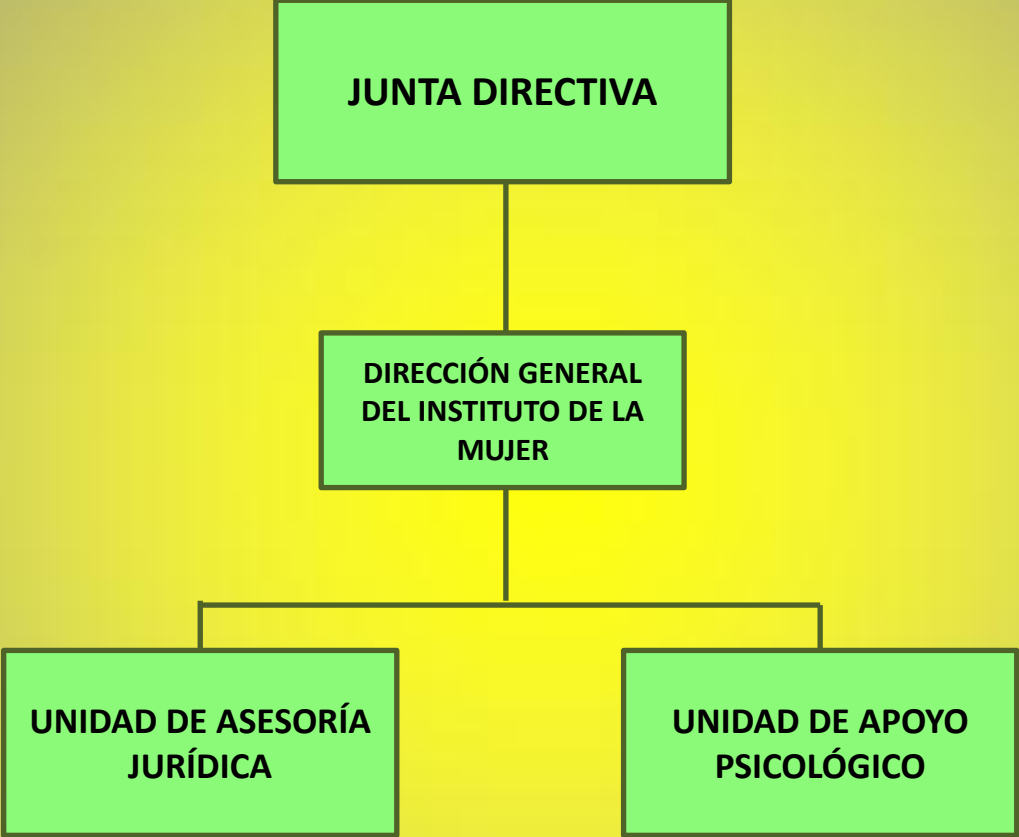 JUNTA DIRECTIVA
DIRECCIÓN GENERAL
DEL INSTITUTO DE LA
MUJER
UNIDAD DE ASESORÍA
JURÍDICA
UNIDAD DE APOYO
PSICOLÓGICO